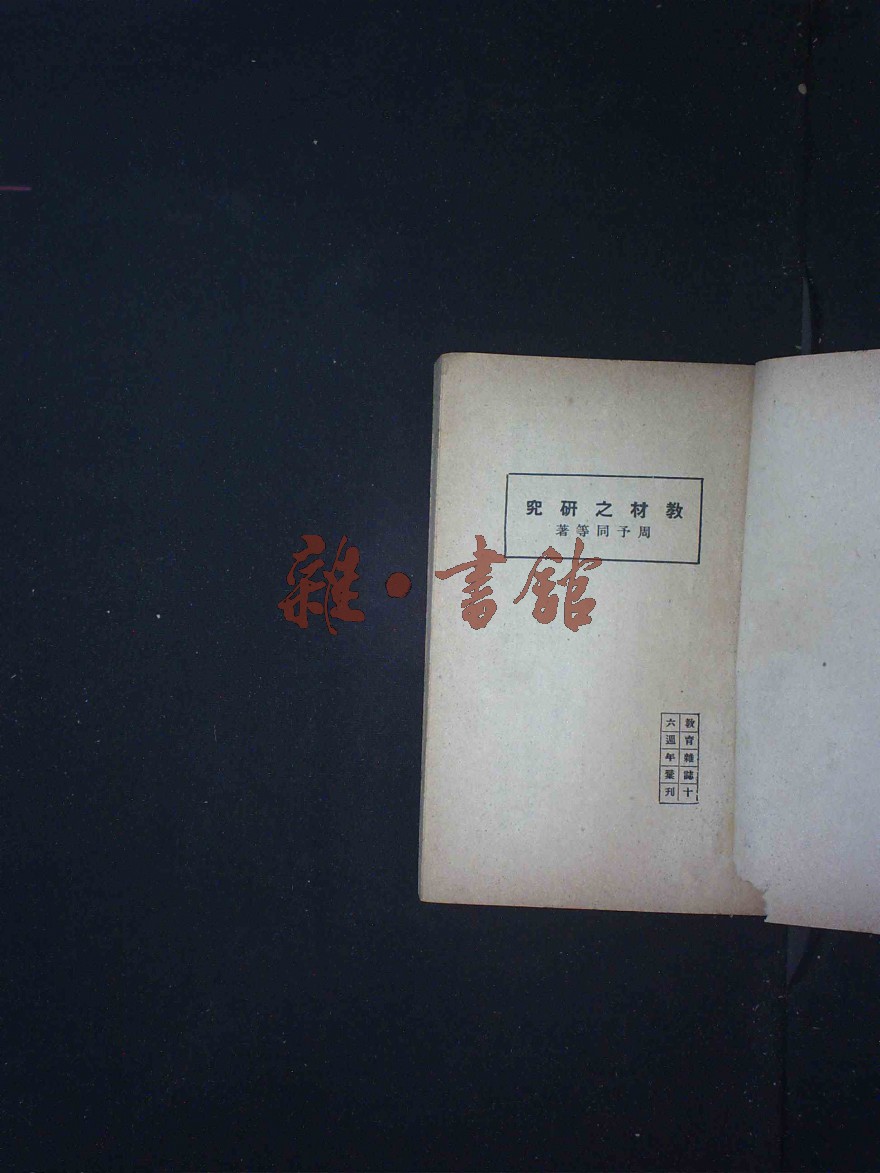 教材之研究
周予同等著
雜·書館
教育雜誌十
六週年彙刊